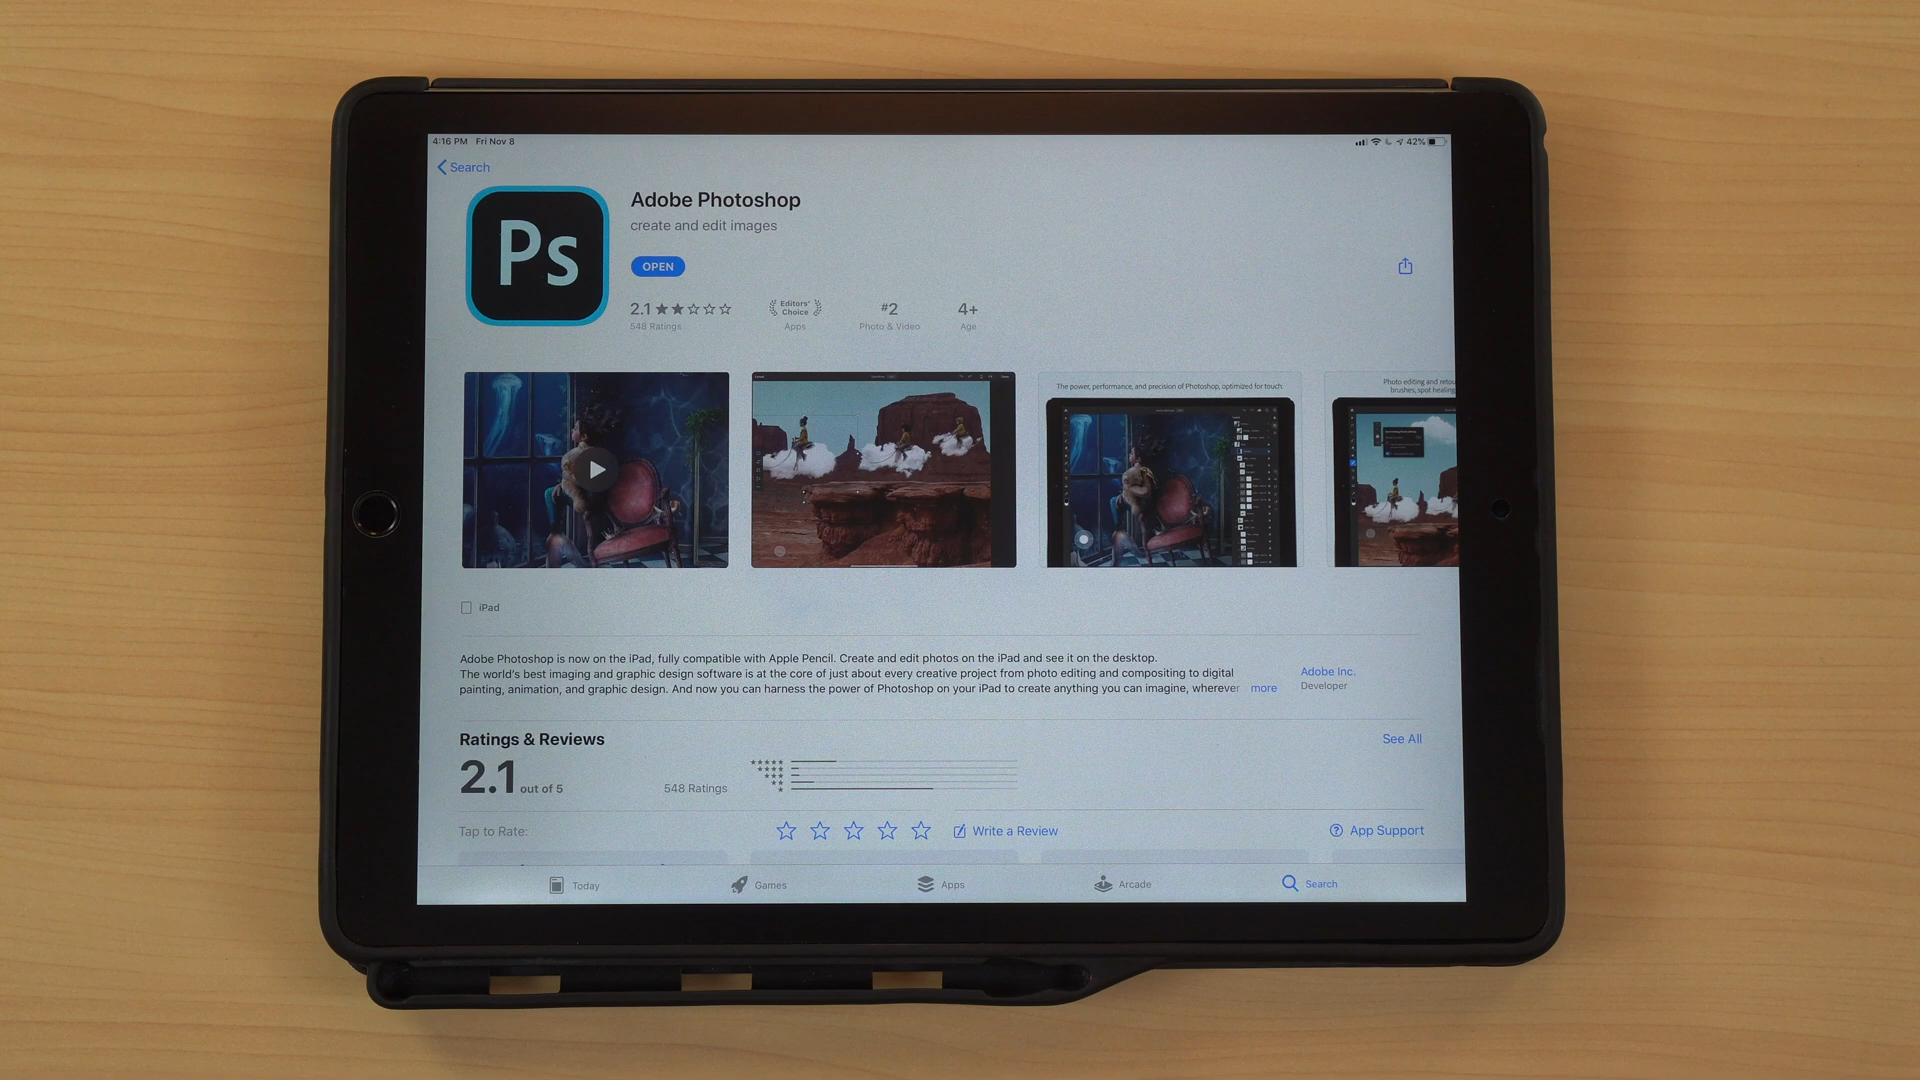 4:16 PM Fri Nov 8
42%
Search
Ps
Adobe Photoshop
create and edit images
OPEN
2.1
548 Ratings
Editors'
Choice
Apps
#2
Photo & Video
4+
Age
The power, performance, and precision of Photoshop, optimized for touch.
Photo editing and
brushes, spot healing
iPad
Adobe Photoshop is now on the iPad, fully compatible with Apple Pencil. Create and edit photos on the iPad and see it on the desktop.
The world's best imaging and graphic design software is at the core of just about every creative project from photo editing and compositing to digital
painting, animation, and graphic design. And now you can harness the power of Photoshop on your iPad to create anything you can imagine, wherever more
Adobe Inc.
Developer
Ratings & Reviews
See All
2.1 out of 5
548 Ratings
Tap to Rate:
Write a Review
App Support
Today
Games
Apps
Arcade
Search